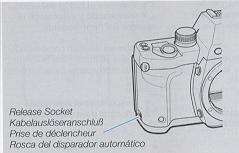 Release Socket
Kabelauslöseranschluß
Prise de déclencheur
Rosca del disparador automático